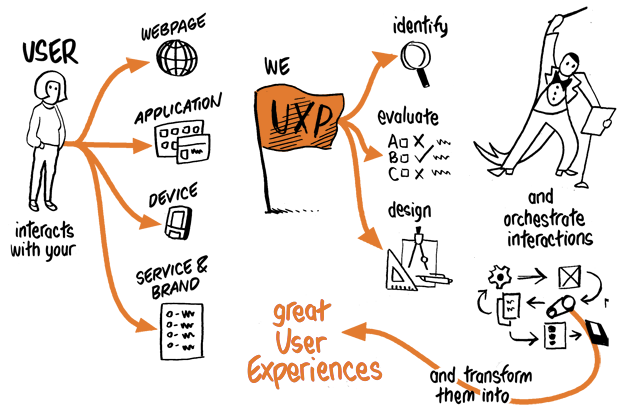 USER
interacts
with your
WEBPAGE
APPLICATION
DEVICE
SERVICE &
BRAND
WE
UXP
identify
evaluate
A
B
C
design
and
orchestrate
interactions
and transform
them into
great
User
Experiences